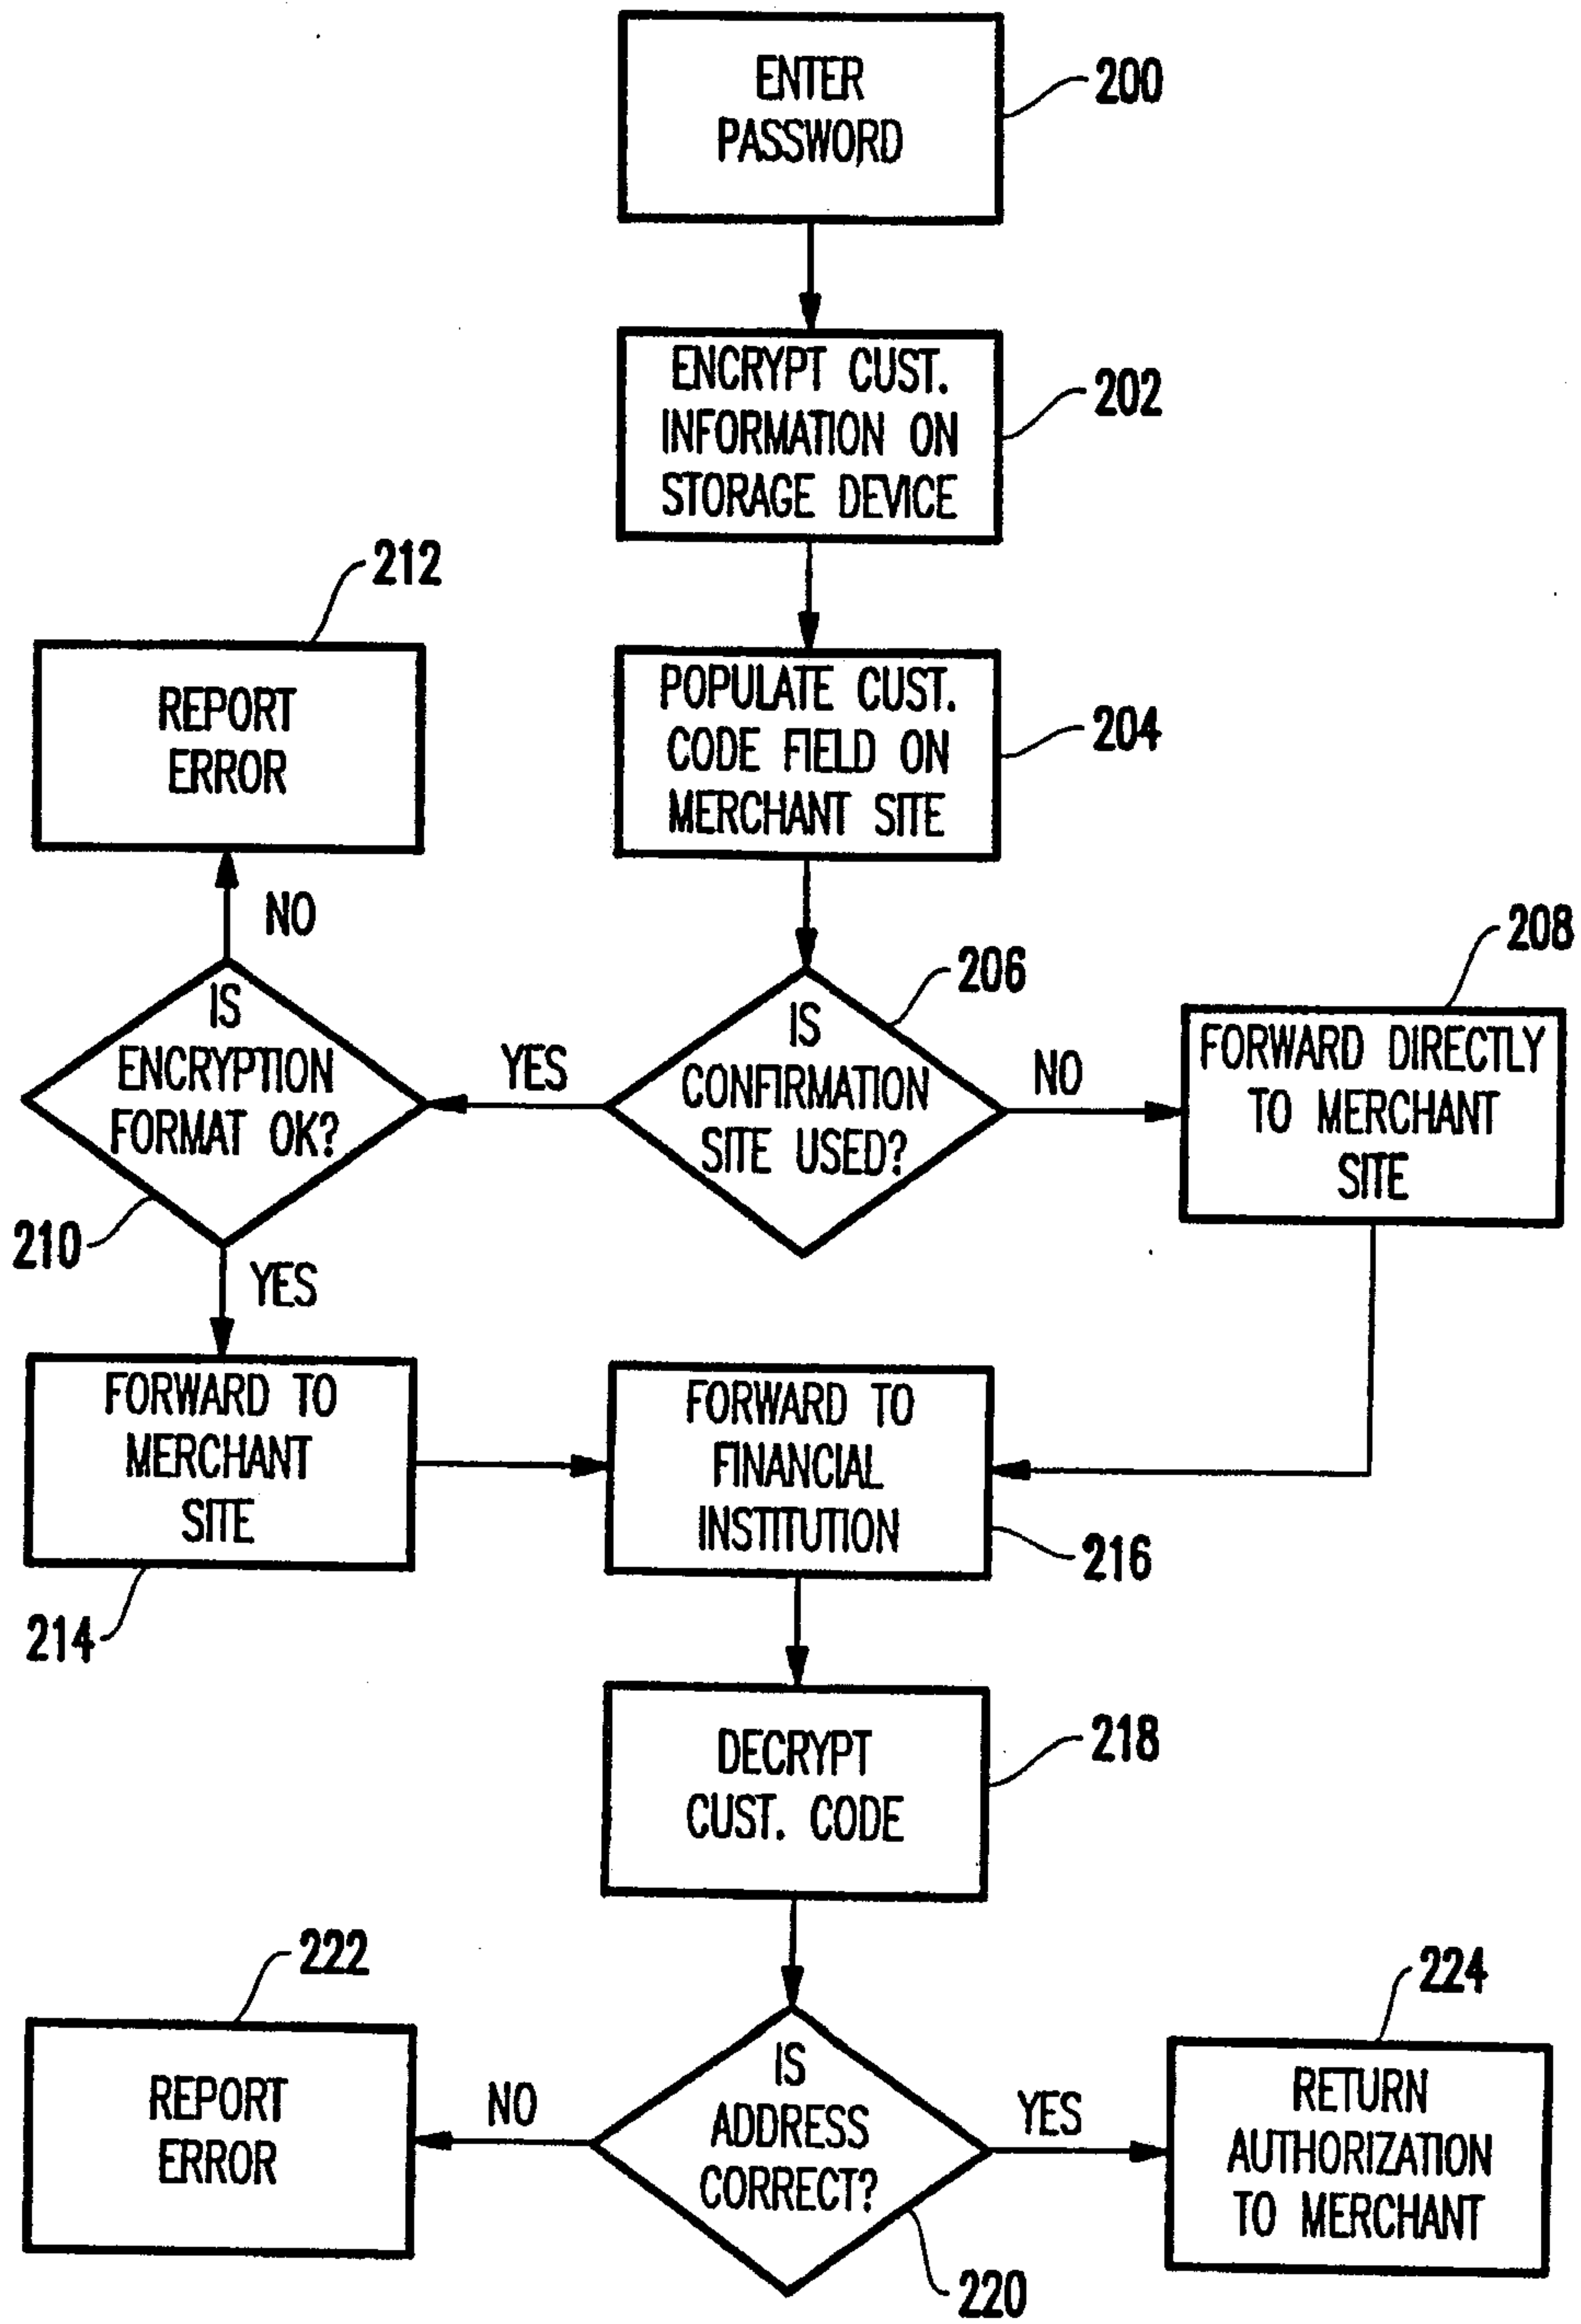 ENTER
PASSWORD
200
ENCRYPT CUST.
INFORMATION ON
STORAGE DEVICE
202
212
REPORT
ERROR
POPULATE CUST.
CODE FIELD ON
MERCHANT SITE
204
NO
206
208
IS
ENCRYPTION
FORMAT OK?
210
YES
IS
CONFIRMATION
SITE USED?
NO
FORWARD DIRECTLY
TO MERCHANT
SITE
YES
FORWARD TO
MERCHANT
SITE
214
FORWARD TO
FINANCIAL
INSTITUTION
216
DECRYPT
CUST. CODE
218
222
REPORT
ERROR
NO
IS
ADDRESS
CORRECT?
220
YES
224
RETURN
AUTHORIZATION
TO MERCHANT